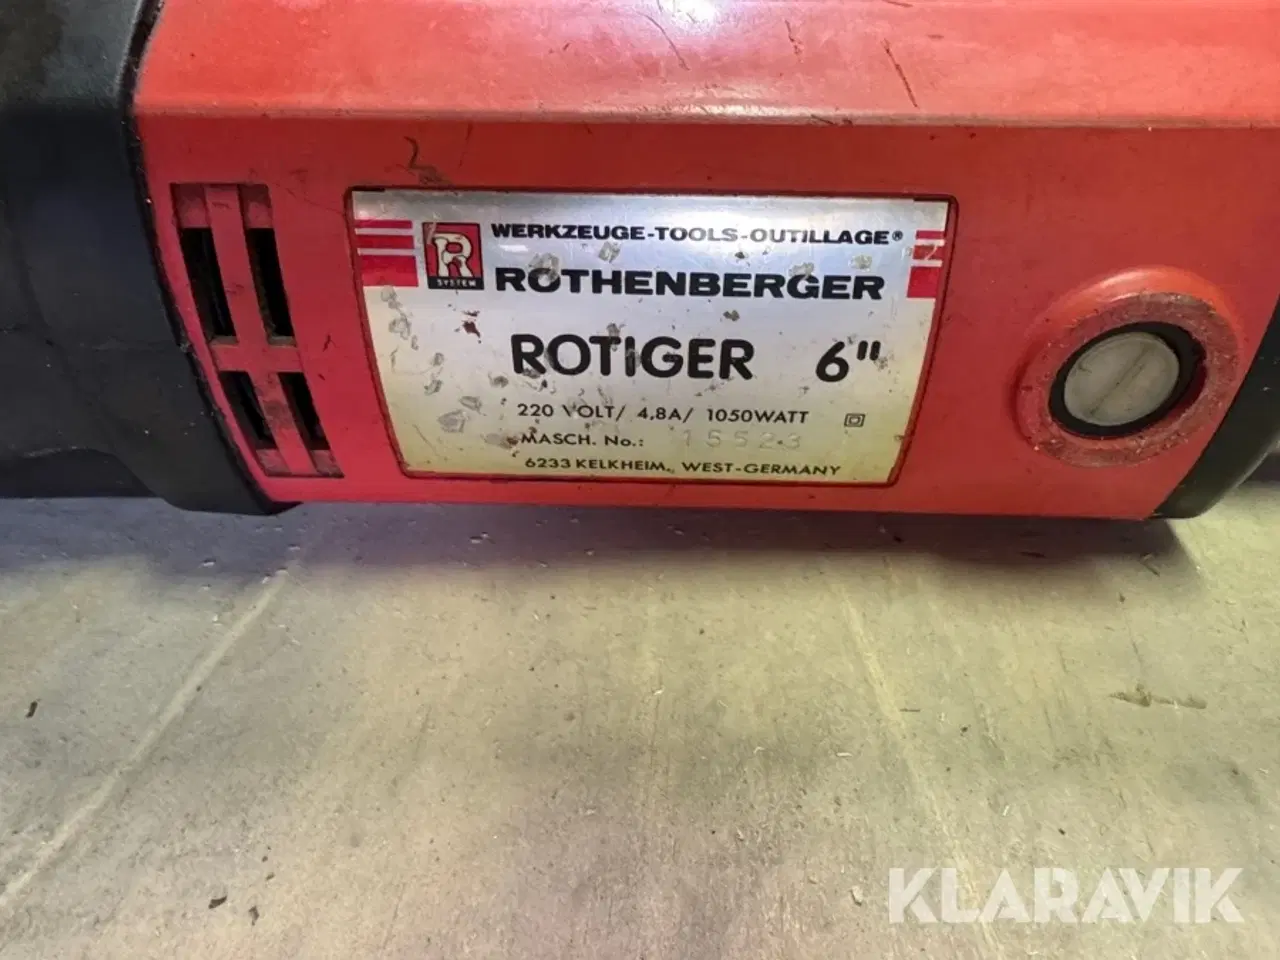 WERKZEUGE-TOOLS-OUTILLAGE®
R
SYSTEM
ROTHENBERGER
ROTIGER 6"
220 VOLT/ 4,8A/ 1050WATT
MASCH. No.: 15523
6233 KELKHEIM, WEST-GERMANY
KLARAVIK